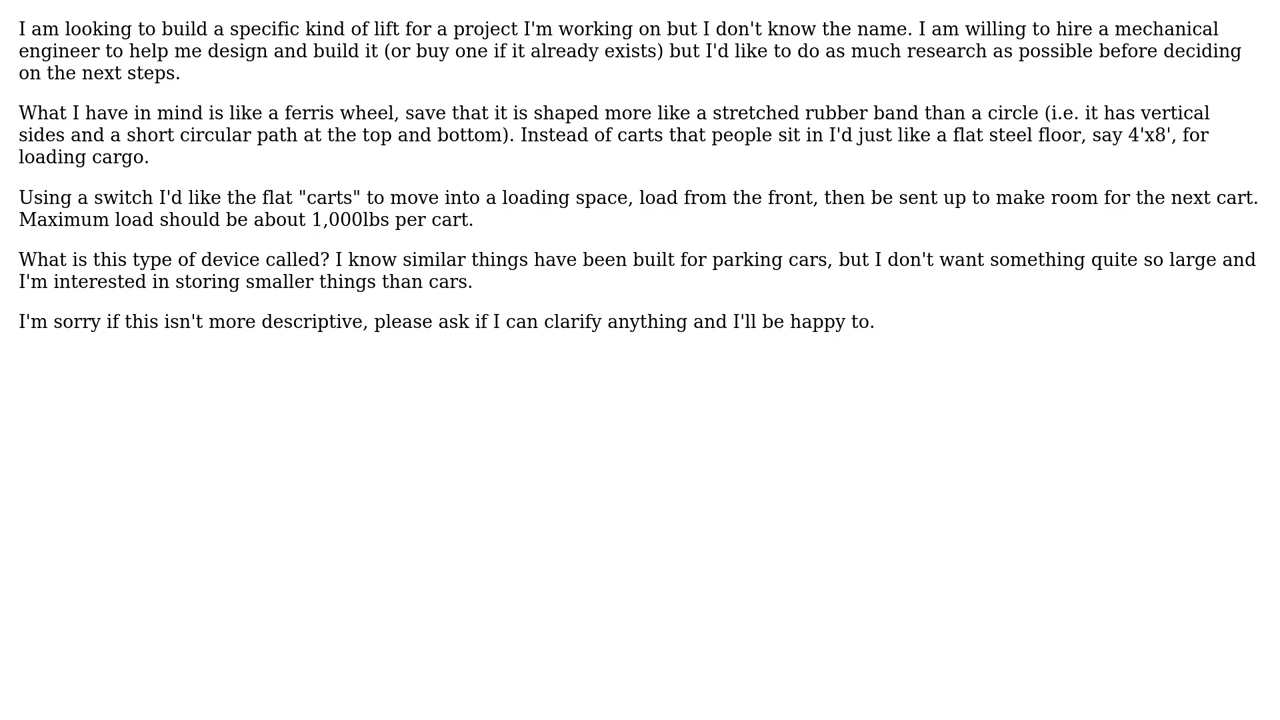 I am looking to build a specific kind of lift for a project I'm working on but I don't know the name. I am willing to hire a mechanical
engineer to help me design and build it (or buy one if it already exists) but I'd like to do as much research as possible before deciding
on the next steps.
What I have in mind is like a ferris wheel, save that it is shaped more like a stretched rubber band than a circle (i.e. it has vertical
sides and a short circular path at the top and bottom). Instead of carts that people sit in I'd just like a flat steel floor, say 4'x8', for
loading cargo.
Using a switch I'd like the flat "carts" to move into a loading space, load from the front, then be sent up to make room for the next cart.
Maximum load should be about 1,000lbs per cart.
What is this type of device called? I know similar things have been built for parking cars, but I don't want something quite so large and
I'm interested in storing smaller things than cars.
I'm sorry if this isn't more descriptive, please ask if I can clarify anything and I'll be happy to.